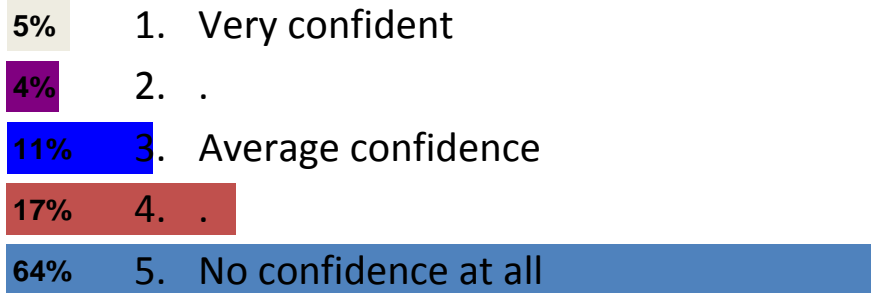 5% 1. Very confident
4% 2. .
11% 3. Average confidence
17% 4. .
64% 5. No confidence at all